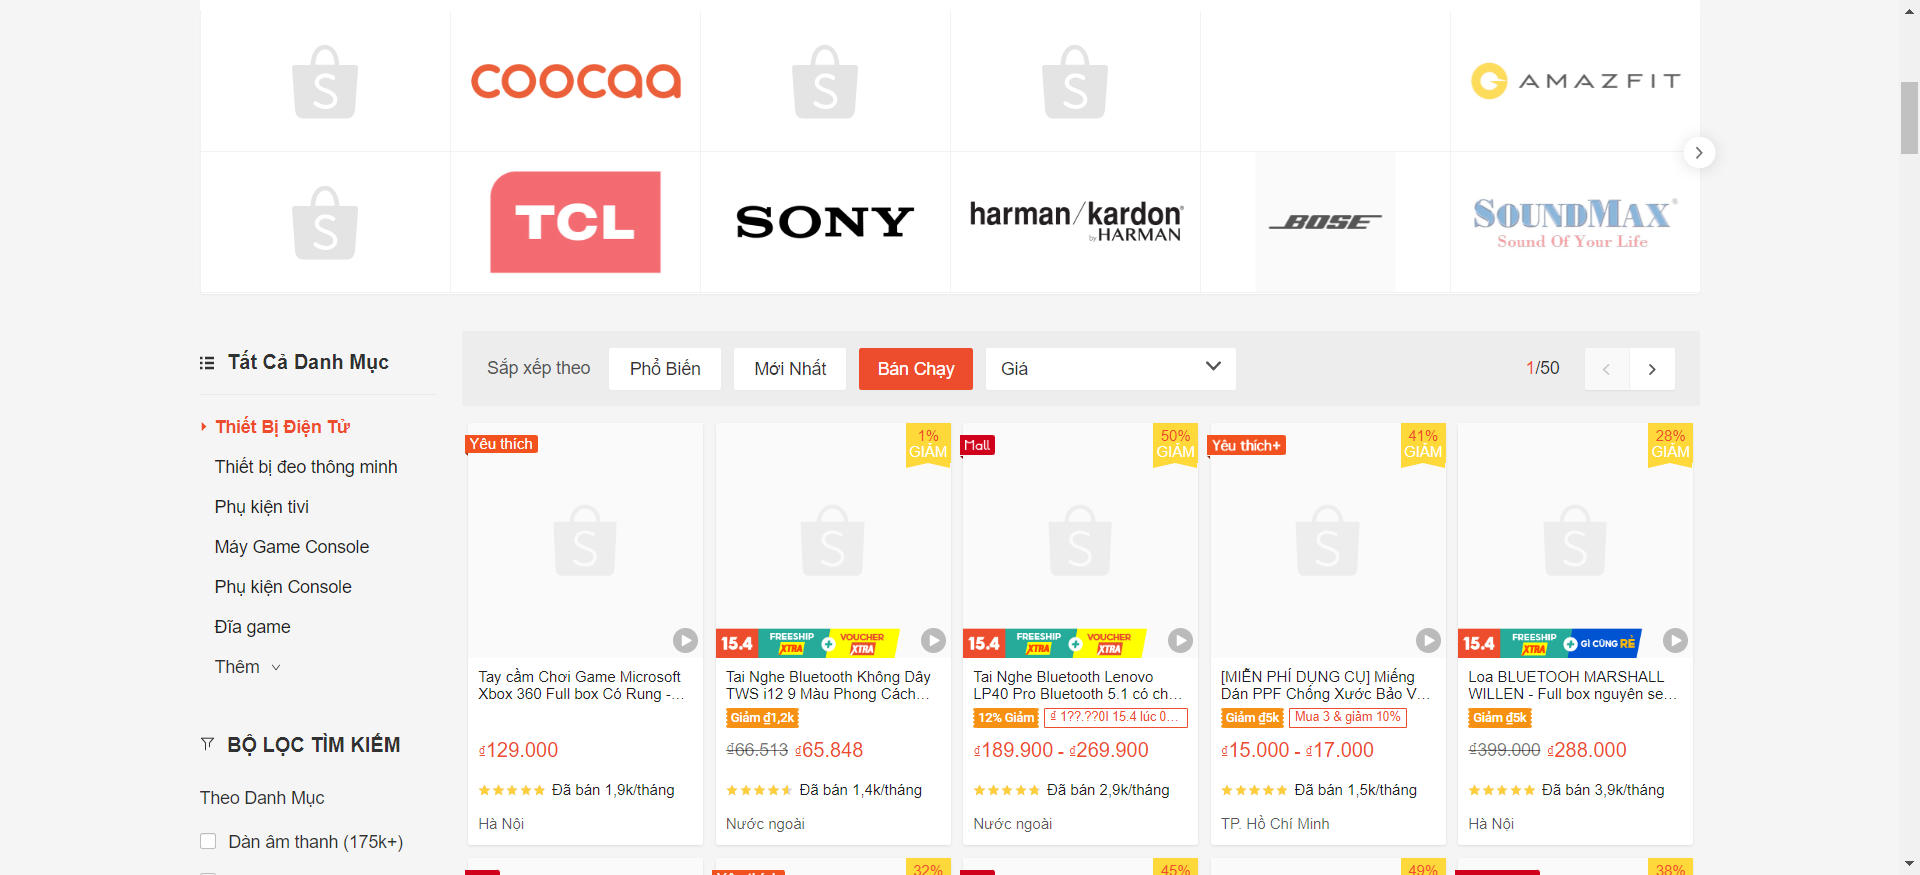 coocaa
AMAZFIT
TCL
SONY
harman/kardon®
by HARMAN
BOSE
SOUNDMAX®
Sound Of Your Life
Tất Cả Danh Mục
Thiết Bị Điện Tử
Thiết bị đeo thông minh
Phụ kiện tivi
Máy Game Console
Phụ kiện Console
Đĩa game
Thêm
BỘ LỌC TÌM KIẾM
Theo Danh Mục
Dàn âm thanh (175k+)
Sắp xếp theo
Phổ Biến
Mới Nhất
Bán Chạy
Giá
1/50
Yêu thích
Tay cầm Chơi Game Microsoft
Xbox 360 Full box Có Rung -...
₫129.000
Đã bán 1,9k/tháng
Hà Nội
1%
GIẢM
15.4 FREESHIP XTRA + VOUCHER XTRA
Tai Nghe Bluetooth Không Dây
TWS i12 9 Màu Phong Cách...
Giảm ₫1,2k
₫66.513 ₫65.848
Đã bán 1,4k/tháng
Nước ngoài
Mall
50%
GIẢM
15.4 FREESHIP XTRA + VOUCHER XTRA
Tai Nghe Bluetooth Lenovo
LP40 Pro Bluetooth 5.1 có ch...
12% Giảm
₫ 1??.??0| 15.4 lúc 0...
₫189.900 - ₫269.900
Đã bán 2,9k/tháng
Nước ngoài
Yêu thích+
41%
GIẢM
[MIỄN PHÍ DỤNG CỤ] Miếng
Dán PPF Chống Xước Bảo V...
Giảm ₫5k
Mua 3 & giảm 10%
₫15.000 - ₫17.000
Đã bán 1,5k/tháng
TP. Hồ Chí Minh
28%
GIẢM
15.4 FREESHIP XTRA + GÌ CŨNG RẺ
Loa BLUETOOH MARSHALL
WILLEN - Full box nguyên se...
Giảm ₫5k
₫399.000 ₫288.000
Đã bán 3,9k/tháng
Hà Nội
Yêu thích
32%
45%
49%
38%